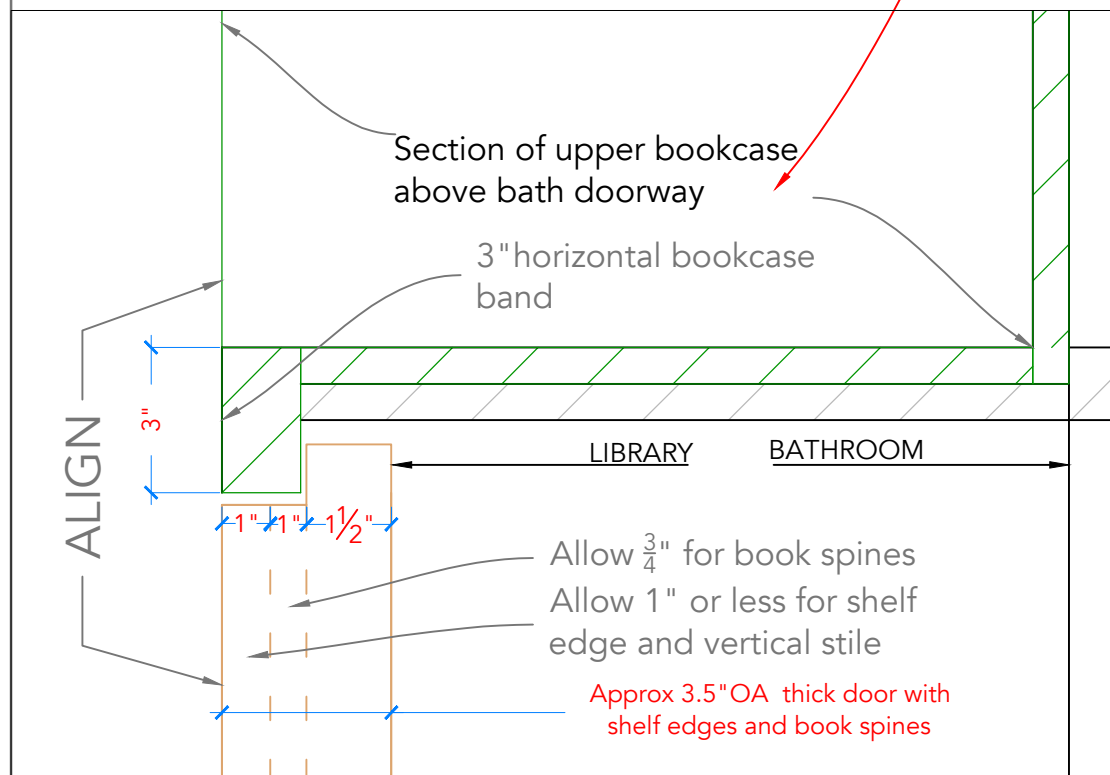 Section of upper bookcase
above bath doorway
3"horizontal bookcase
band
ALIGN
3"
LIBRARY
BATHROOM
1"
1"
1½"
Allow ¾" for book spines
Allow 1" or less for shelf
edge and vertical stile
Approx 3.5"OA thick door with
shelf edges and book spines